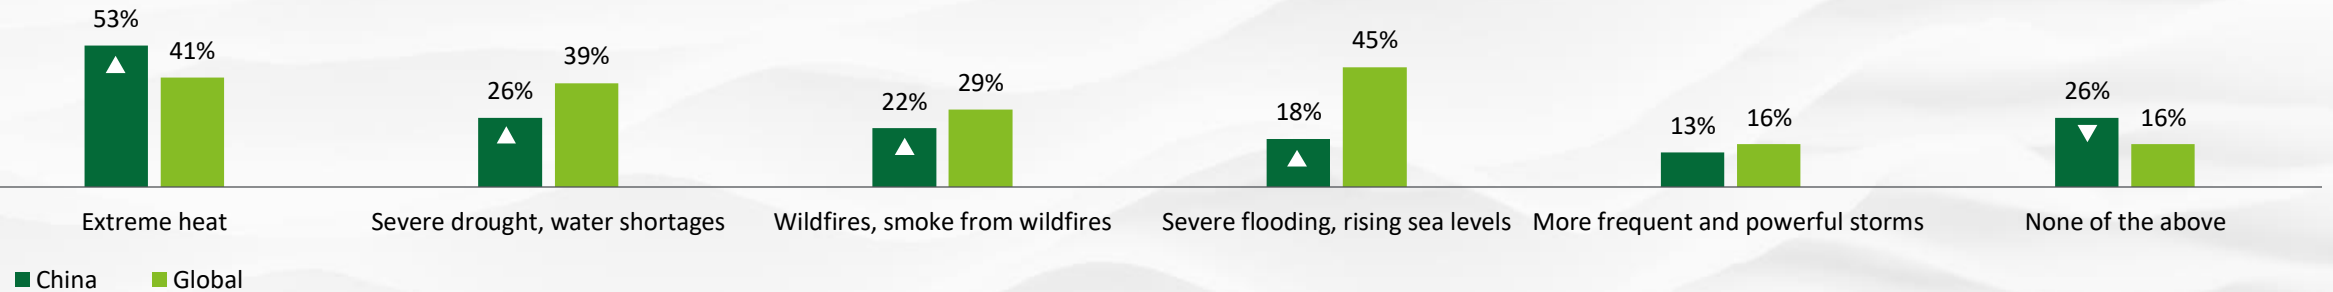 53%
41%
26%
39%
22%
29%
18%
45%
13%
16%
26%
16%
Extreme heat
Severe drought, water shortages
Wildfires, smoke from wildfires
Severe flooding, rising sea levels
More frequent and powerful storms
None of the above
China
Global